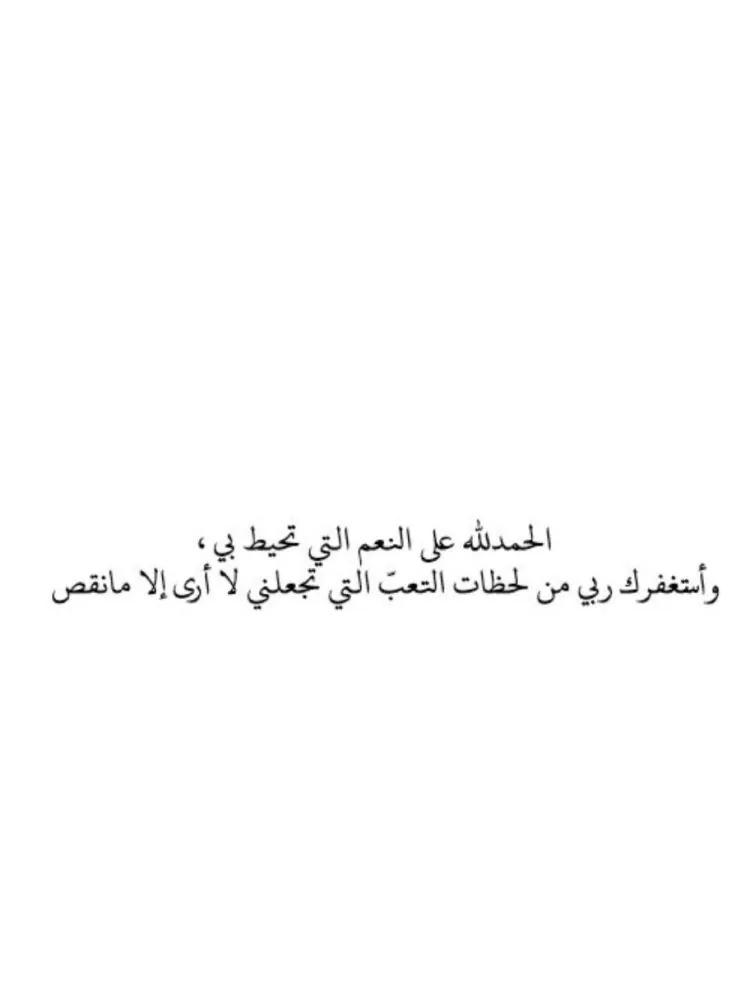 الحمدلله على النعم التي تحيط بي ،
وأستغفرك ربي من لحظات التعبّ التي تجعلني لا أرى إلا مانقص